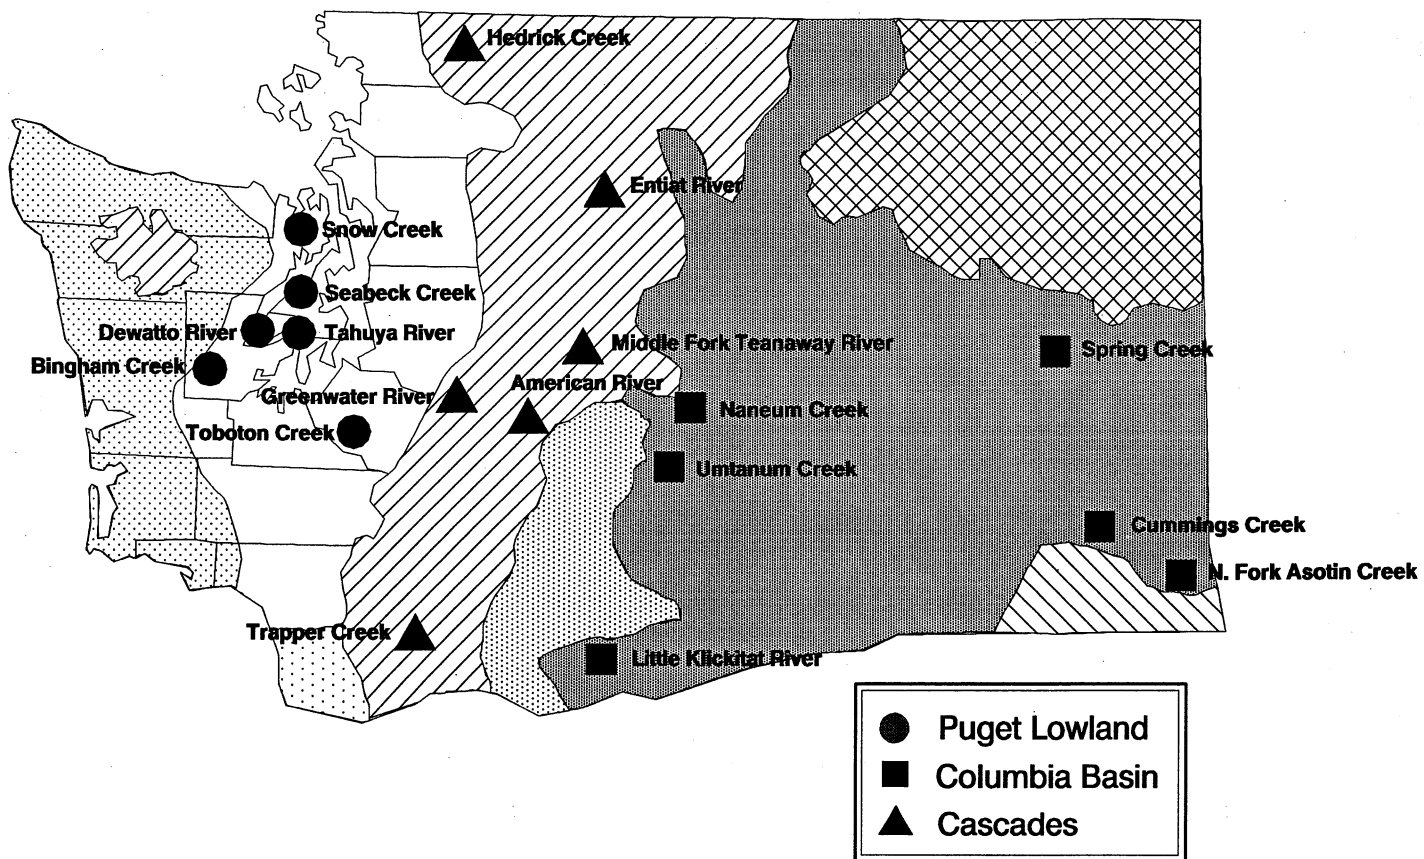 Hedrick Creek
Entiat River
Snow Creek
Seabeck Creek
Dewatto River
Tahuya River
Middle Fork Teanaway River
Spring Creek
Bingham Creek
American River
Greenwater River
Naneum Creek
Toboton Creek
Umtanum Creek
Cummings Creek
N. Fork Asotin Creek
Trapper Creek
Little Klickitat River
Puget Lowland
Columbia Basin
Cascades